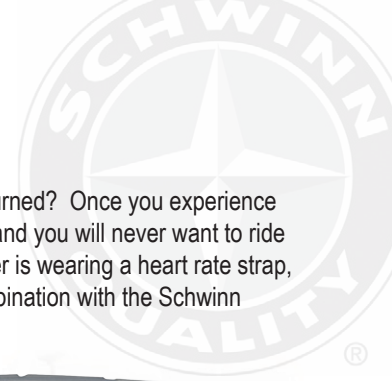 SCHWINN
urned? Once you experience
and you will never want to ride
er is wearing a heart rate strap,
bination with the Schwinn
QUALITY
®
®